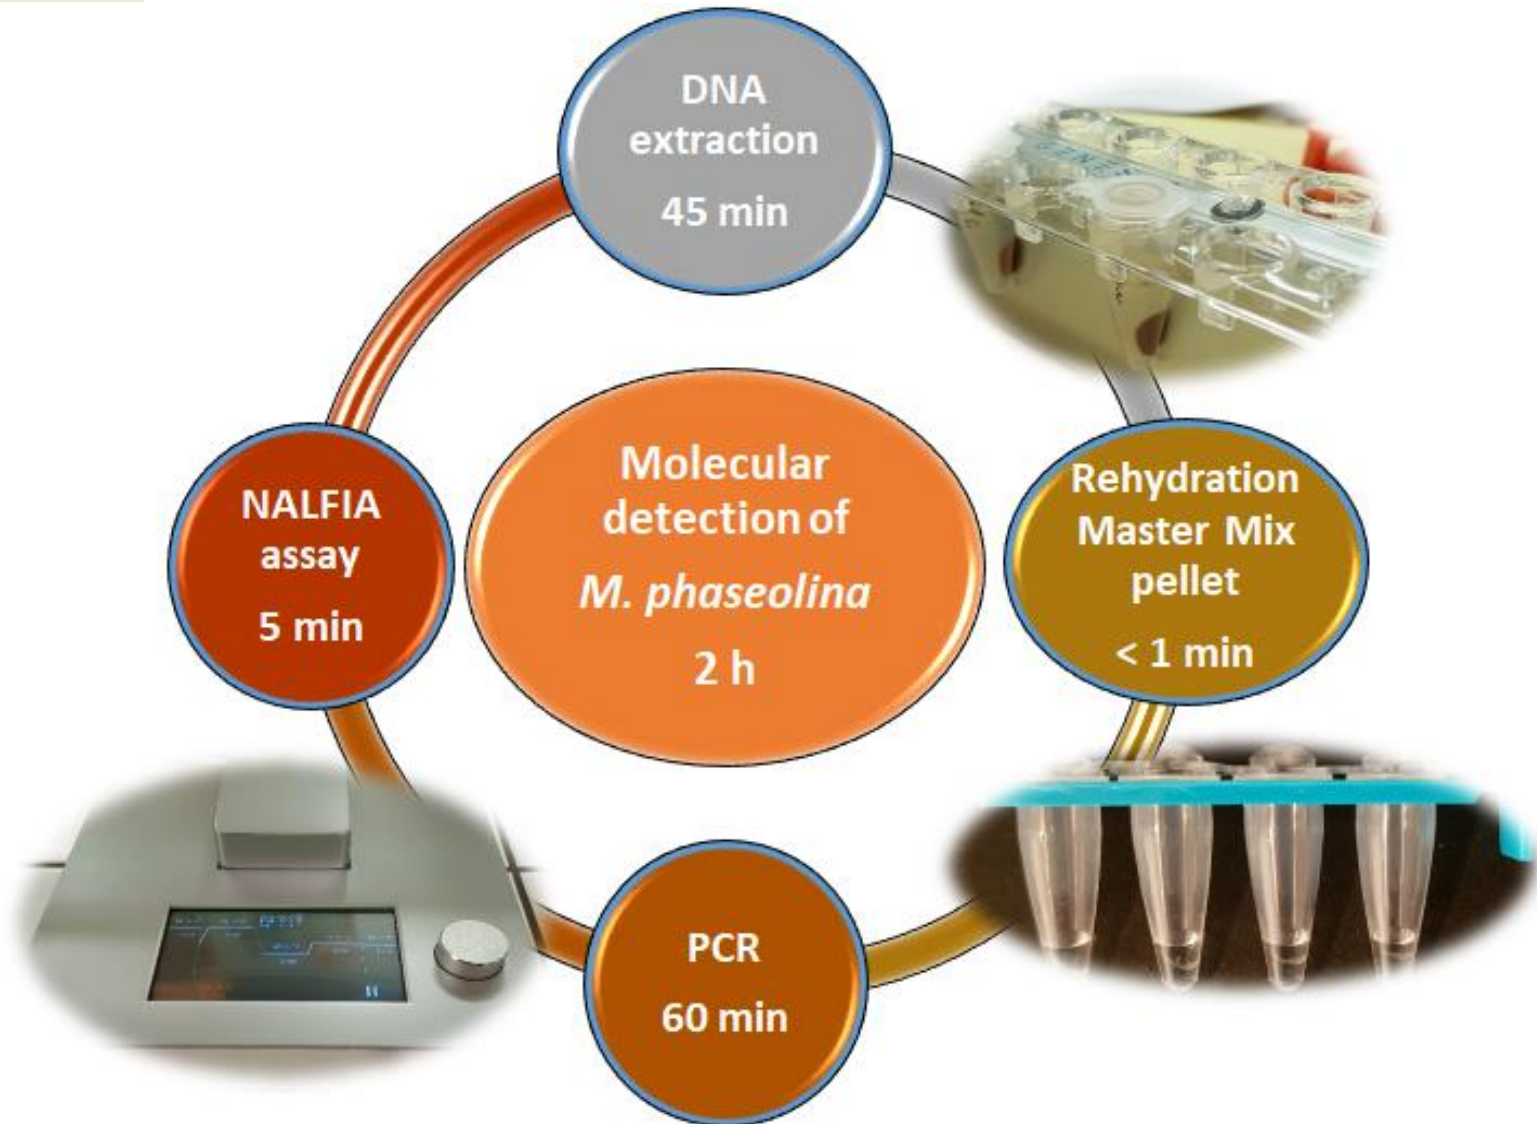 DNA
extraction
45 min
Molecular
detection of
M. phaseolina
2 h
Rehydration
Master Mix
pellet
< 1 min
NALFIA
assay
5 min
PCR
60 min